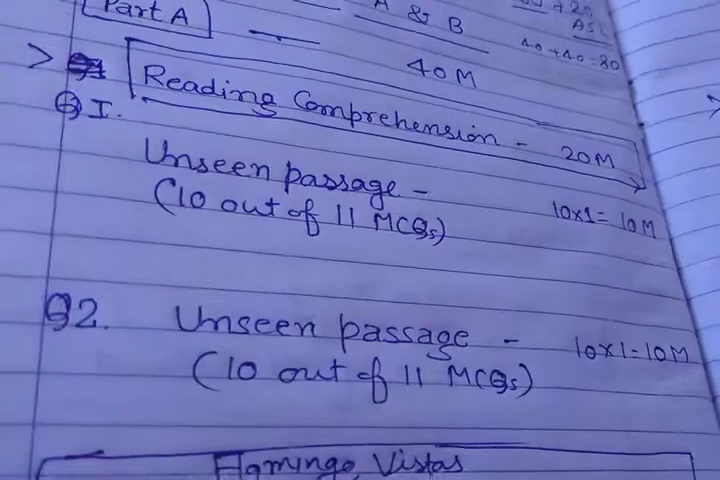 Part A
A & B
ASL
40+40=80
40M
Reading Comprehension - 20M
Q I.
Unseen passage -
(10 out of 11 MCQs)
10x1= 10M
Q2. Unseen passage - 10x1=10M
(10 out of 11 MCQs)
Flamingo, Vistas